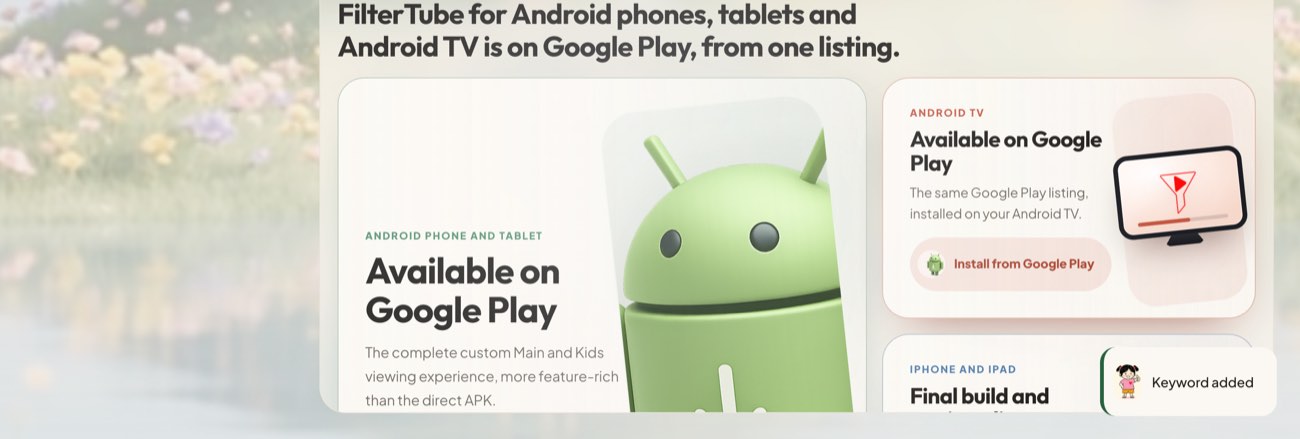 FilterTube for Android phones, tablets and
Android TV is on Google Play, from one listing.
ANDROID PHONE AND TABLET
Available on
Google Play
The complete custom Main and Kids
viewing experience, more feature-rich
than the direct APK.
ANDROID TV
Available on Google
Play
The same Google Play listing,
installed on your Android TV.
Install from Google Play
IPHONE AND IPAD
Final build and
Keyword added